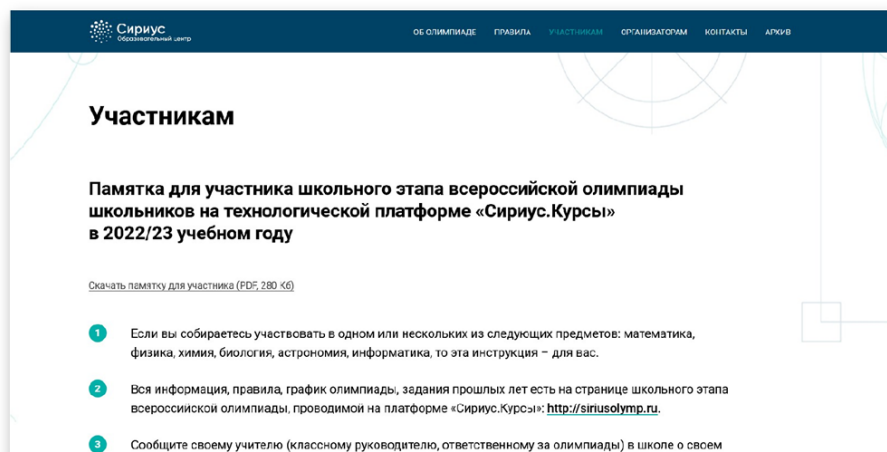 Сириус
Образовательный центр
ОБ ОЛИМПИАДЕ ПРАВИЛА УЧАСТНИКАМ ОРГАНИЗАТОРАМ КОНТАКТЫ АРХИВ
Участникам
Памятка для участника школьного этапа всероссийской олимпиады
школьников на технологической платформе «Сириус.Курсы»
в 2022/23 учебном году
Скачать памятку для участника (PDF, 280 Кб)
1 Если вы собираетесь участвовать в одном или нескольких из следующих предметов: математика,
физика, химия, биология, астрономия, информатика, то эта инструкция – для вас.
2 Вся информация, правила, график олимпиады, задания прошлых лет есть на странице школьного этапа
всероссийской олимпиады, проводимой на платформе «Сириус.Курсы»: http://siriusolymp.ru.
3 Сообщите своему учителю (классному руководителю, ответственному за олимпиады) в школе о своем